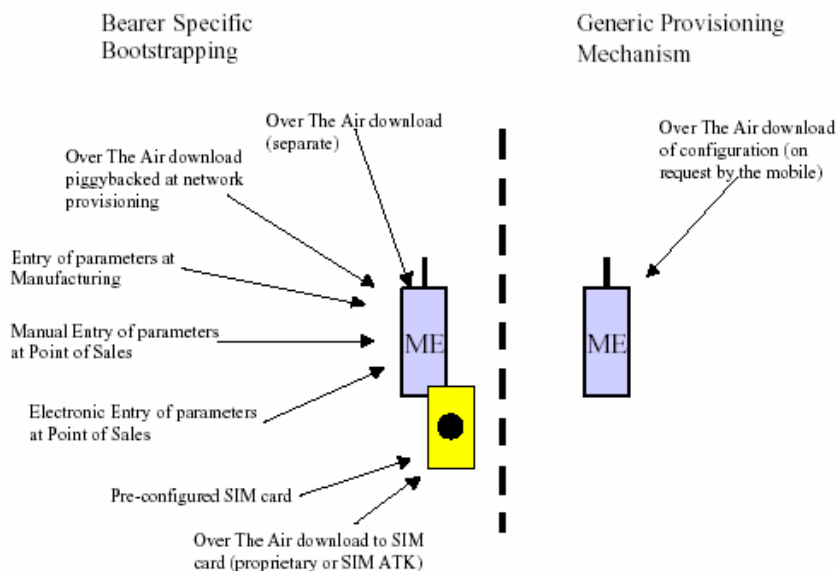 Bearer Specific
Bootstrapping
Generic Provisioning
Mechanism
Over The Air download
(separate)
Over The Air download
piggybacked at network
provisioning
Entry of parameters at
Manufacturing
Manual Entry of parameters
at Point of Sales
Electronic Entry of parameters
at Point of Sales
Pre-configured SIM card
Over The Air download to SIM
card (proprietary or SIM ATK)
ME
Over The Air download
of configuration (on
request by the mobile)
ME